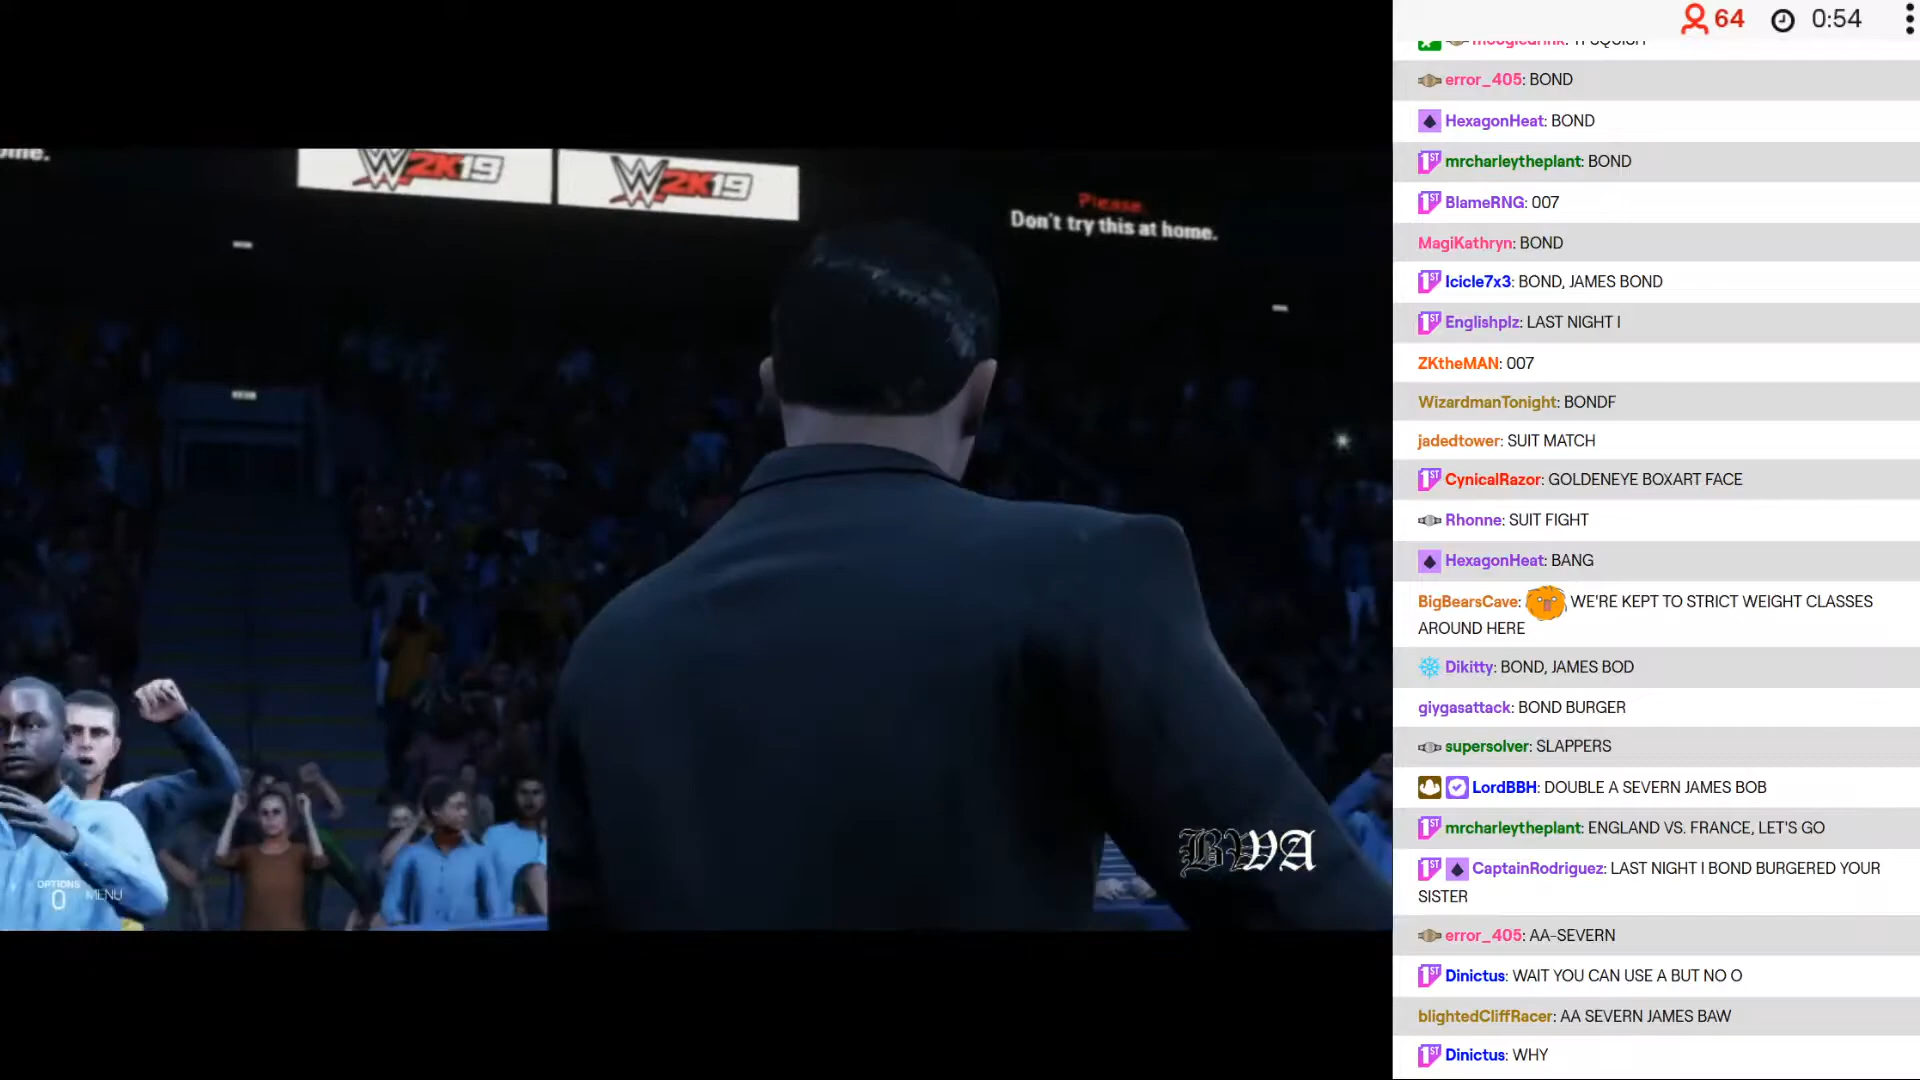 ome.
W2K19
W2K19
Please.
Don't try this at home.
OPTIONS
MENU
BWA
64
0:54
error_405: BOND
HexagonHeat: BOND
mrcharleytheplant: BOND
BlameRNG: 007
MagiKathryn: BOND
Icicle7x3: BOND, JAMES BOND
Englishplz: LAST NIGHT I
ZKtheMAN: 007
WizardmanTonight: BONDF
jadedtower: SUIT MATCH
CynicalRazor: GOLDENEYE BOXART FACE
Rhonne: SUIT FIGHT
HexagonHeat: BANG
BigBearsCave: WE'RE KEPT TO STRICT WEIGHT CLASSES
AROUND HERE
Dikitty: BOND, JAMES BOD
giygasattack: BOND BURGER
supersolver: SLAPPERS
LordBBH: DOUBLE A SEVERN JAMES BOB
mrcharleytheplant: ENGLAND VS. FRANCE, LET'S GO
CaptainRodriguez: LAST NIGHT I BOND BURGERED YOUR
SISTER
error_405: AA-SEVERN
Dinictus: WAIT YOU CAN USE A BUT NO O
blightedCliffRacer: AA SEVERN JAMES BAW
Dinictus: WHY